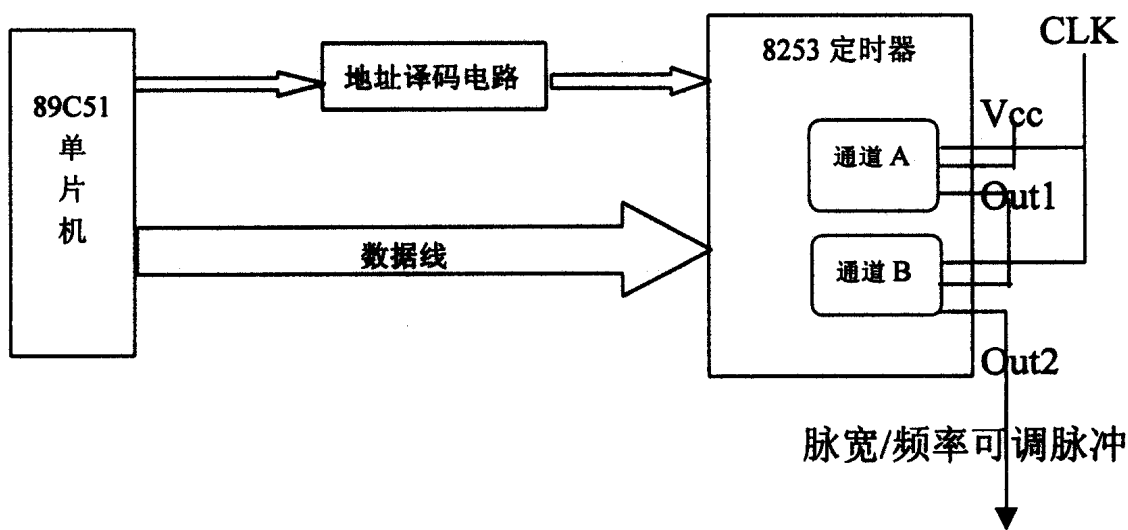 89C51
单
片
机
地址译码电路
数据线
8253 定时器
通道 A
通道 B
CLK
Vcc
Out1
Out2
脉宽/频率可调脉冲